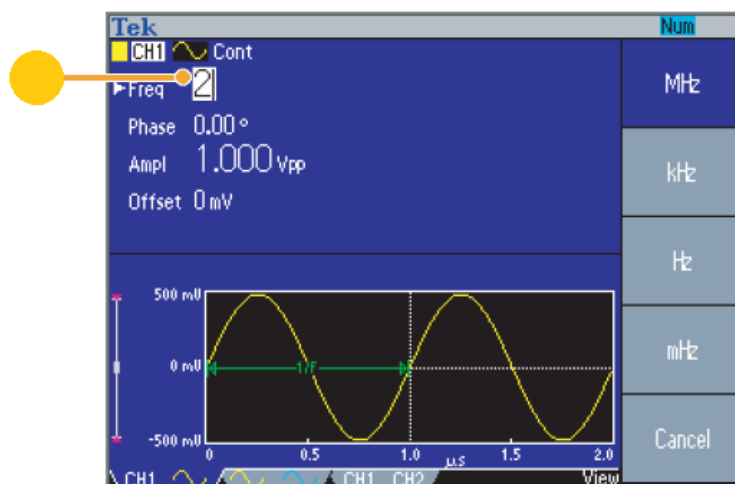 Tek Num
CH1 Cont
Freq 2
Phase 0.00°
Ampl 1.000 Vpp
Offset 0 mV
MHz
kHz
Hz
mHz
Cancel
500 mV
0 mV
-500 mV
1/F
0 0.5 1.0 µs 1.5 2.0
CH1 CH1 CH2 View